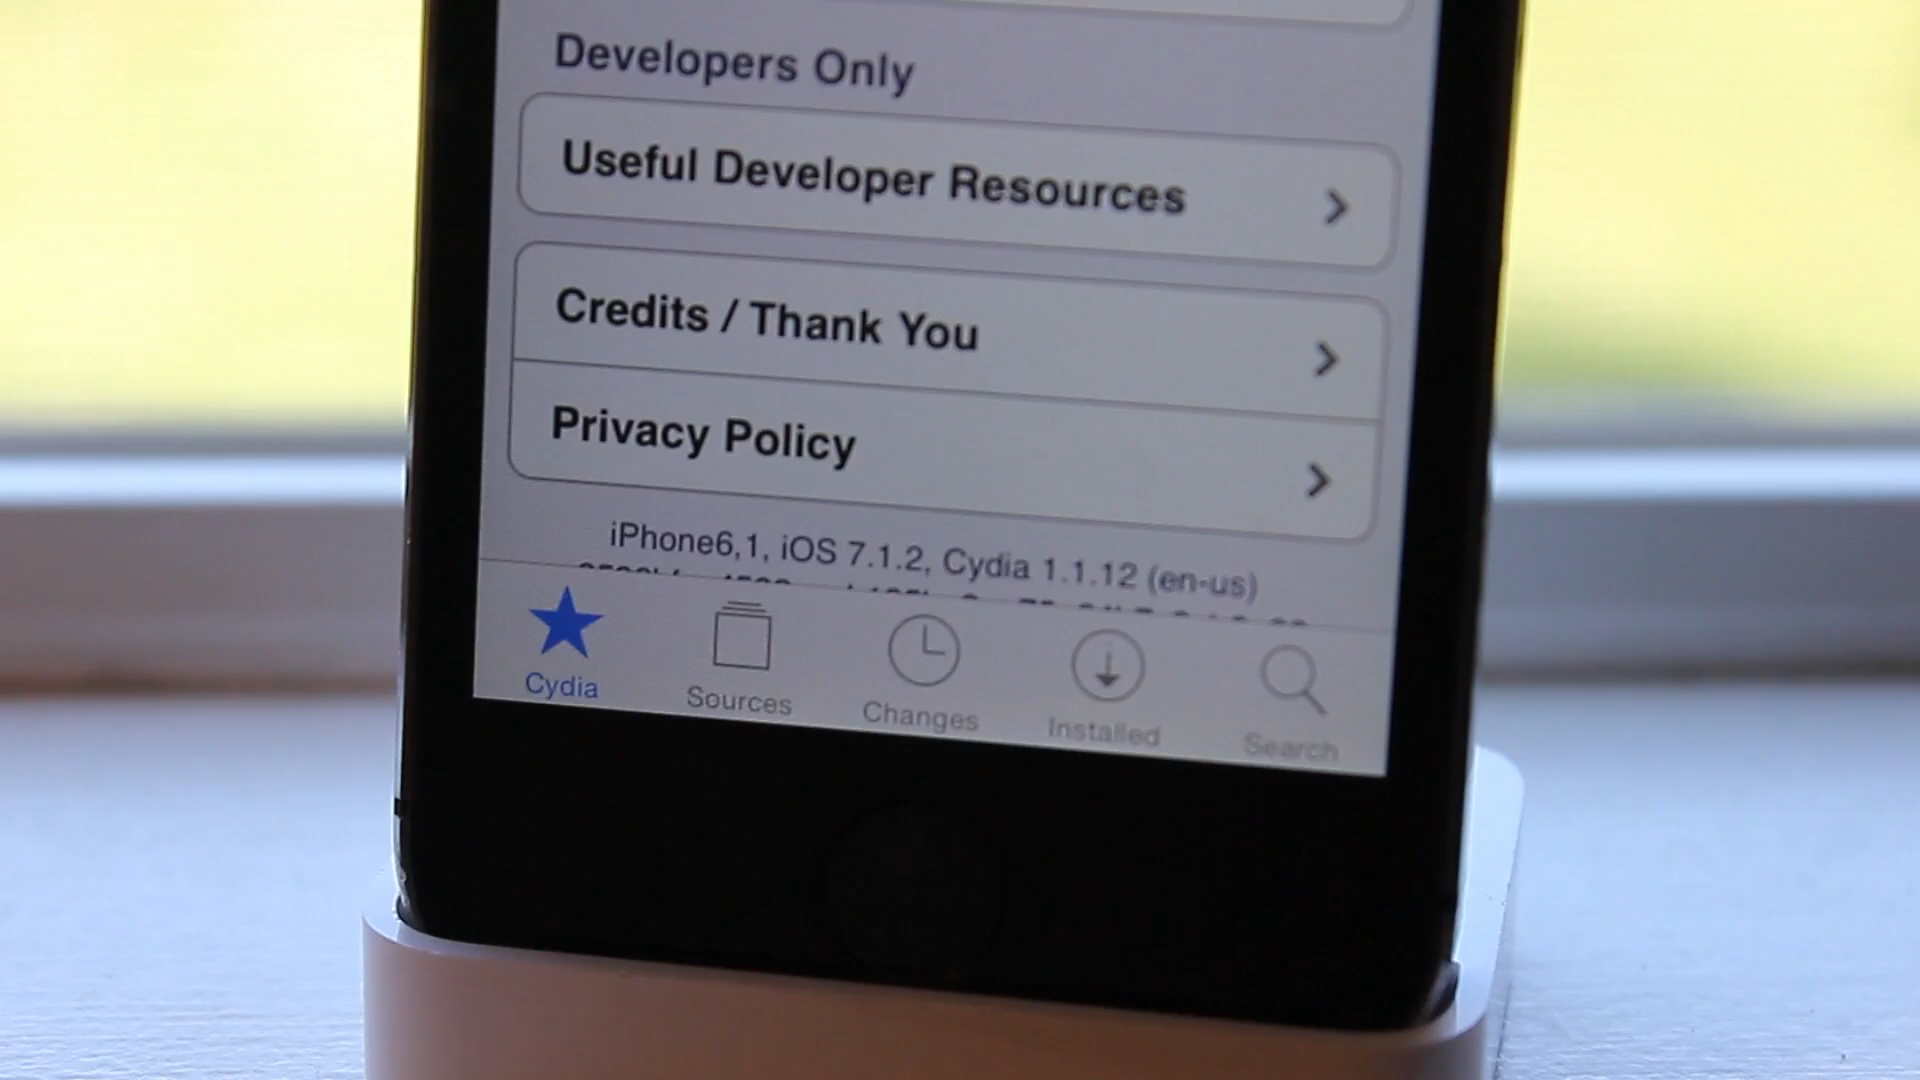 Developers Only
Useful Developer Resources
Credits / Thank You
Privacy Policy
iPhone6,1, iOS 7.1.2, Cydia 1.1.12 (en-us)
Cydia
Sources
Changes
Installed
Search